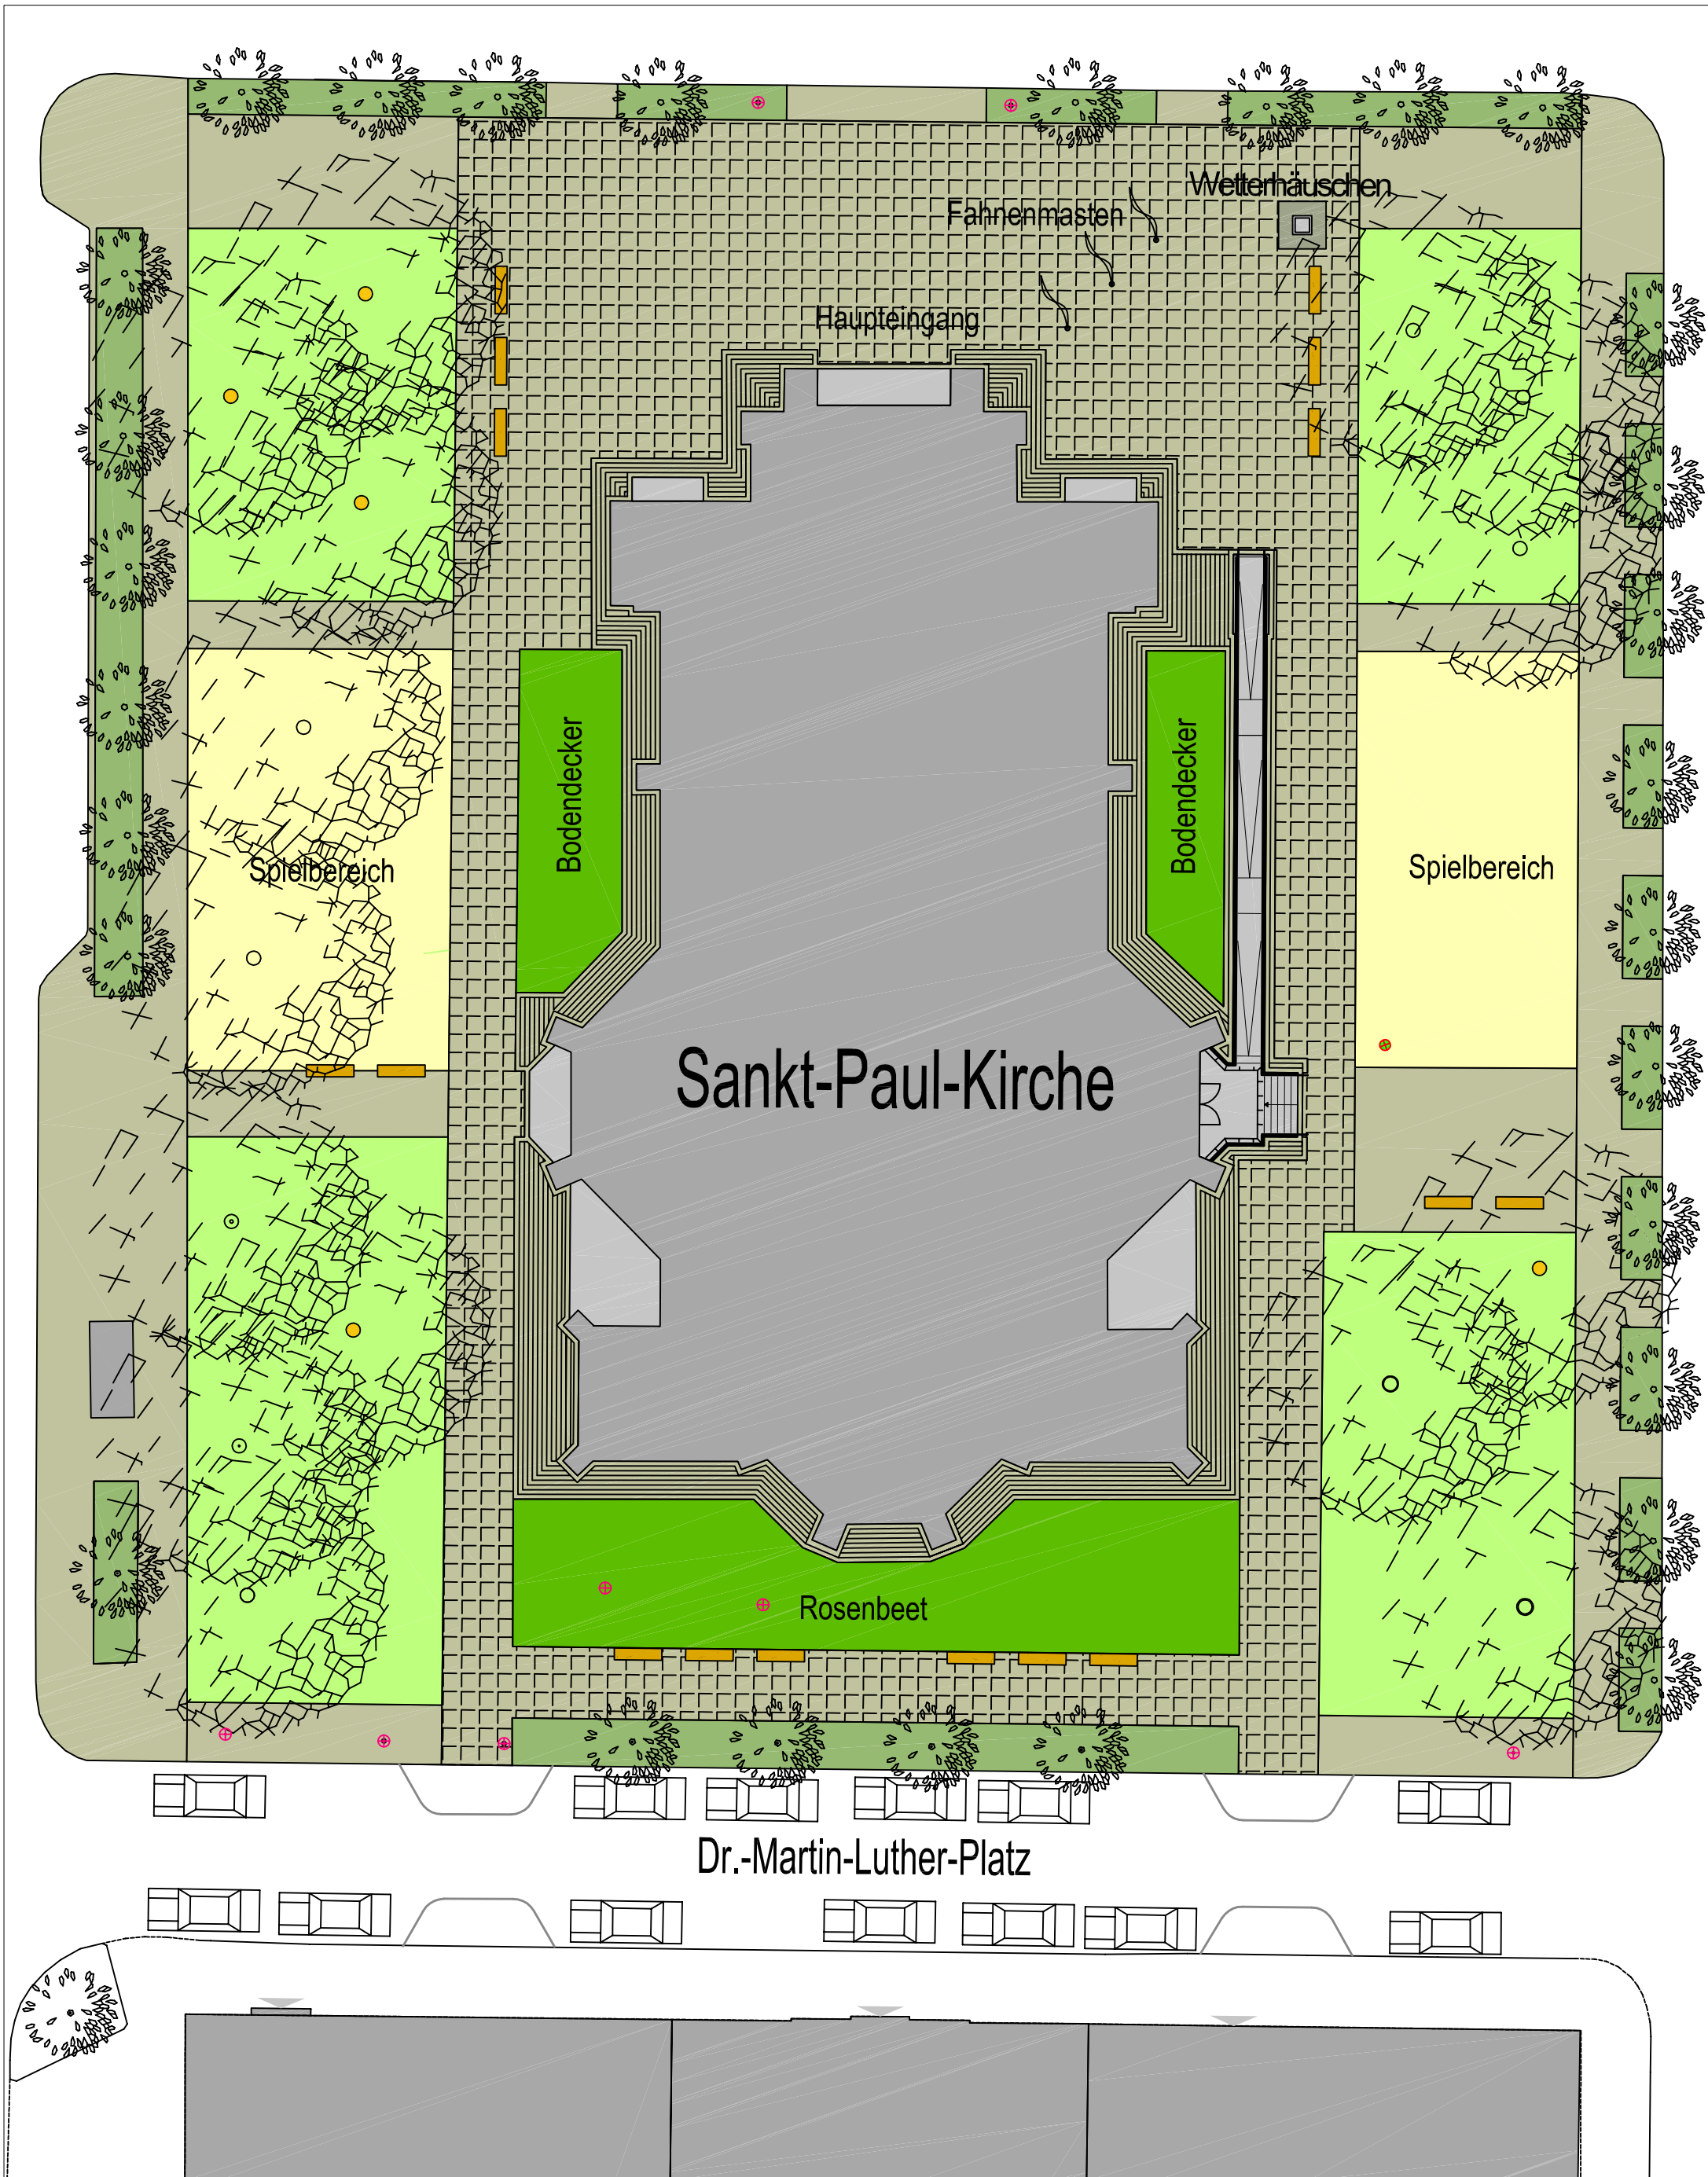 Wetterhäuschen
Fahnenmasten
Haupteingang
Bodendecker
Bodendecker
Spielbereich
Spielbereich
Sankt-Paul-Kirche
Rosenbeet
Dr.-Martin-Luther-Platz